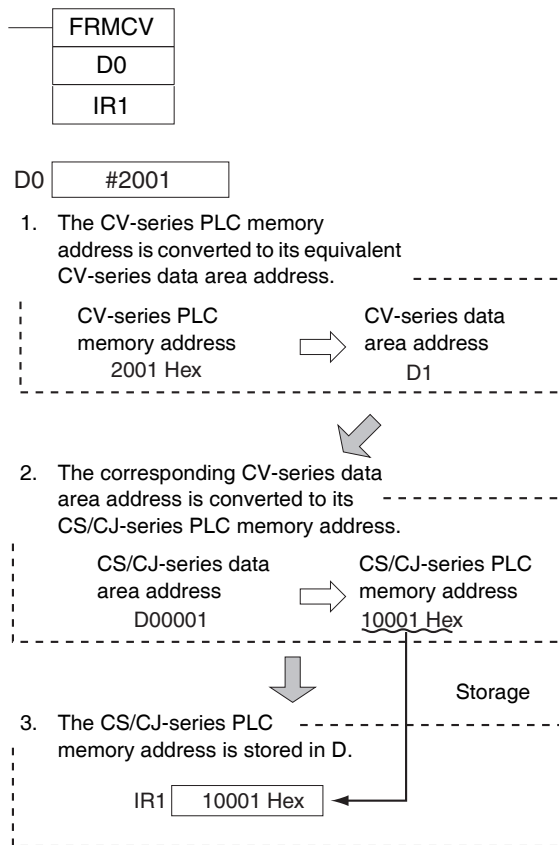 FRMCV
D0
IR1
D0 #2001
1. The CV-series PLC memory
address is converted to its equivalent
CV-series data area address.
CV-series PLC
memory address
2001 Hex
CV-series data
area address
D1
2. The corresponding CV-series data
area address is converted to its
CS/CJ-series PLC memory address.
CS/CJ-series data
area address
D00001
CS/CJ-series PLC
memory address
10001 Hex
Storage
3. The CS/CJ-series PLC
memory address is stored in D.
IR1 10001 Hex